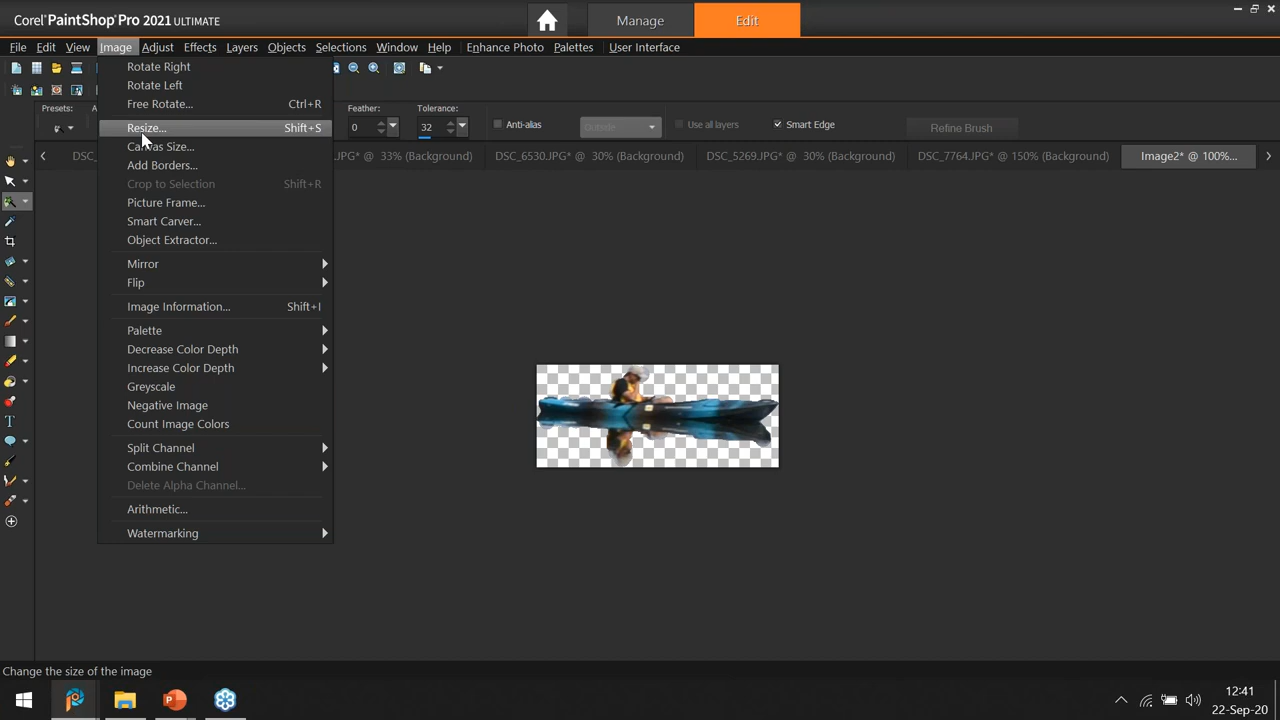 Corel PaintShop Pro 2021 ULTIMATE
Manage
Edit
File Edit View Image Adjust Effects Layers Objects Selections Window Help Enhance Photo Palettes User Interface
Rotate Right
Rotate Left
Free Rotate... Ctrl+R
Resize... Shift+S
Canvas Size...
Add Borders...
Crop to Selection Shift+R
Picture Frame...
Smart Carver...
Object Extractor...
Mirror
Flip
Image Information... Shift+I
Palette
Decrease Color Depth
Increase Color Depth
Greyscale
Negative Image
Count Image Colors
Split Channel
Combine Channel
Delete Alpha Channel...
Arithmetic...
Watermarking
Presets:
Feather: Tolerance:
0 32 Anti-alias Outside Use all layers Smart Edge Refine Brush
DSC_ .JPG* @ 33% (Background) DSC_6530.JPG* @ 30% (Background) DSC_5269.JPG* @ 30% (Background) DSC_7764.JPG* @ 150% (Background) Image2* @ 100%...
Change the size of the image
12:41
22-Sep-20